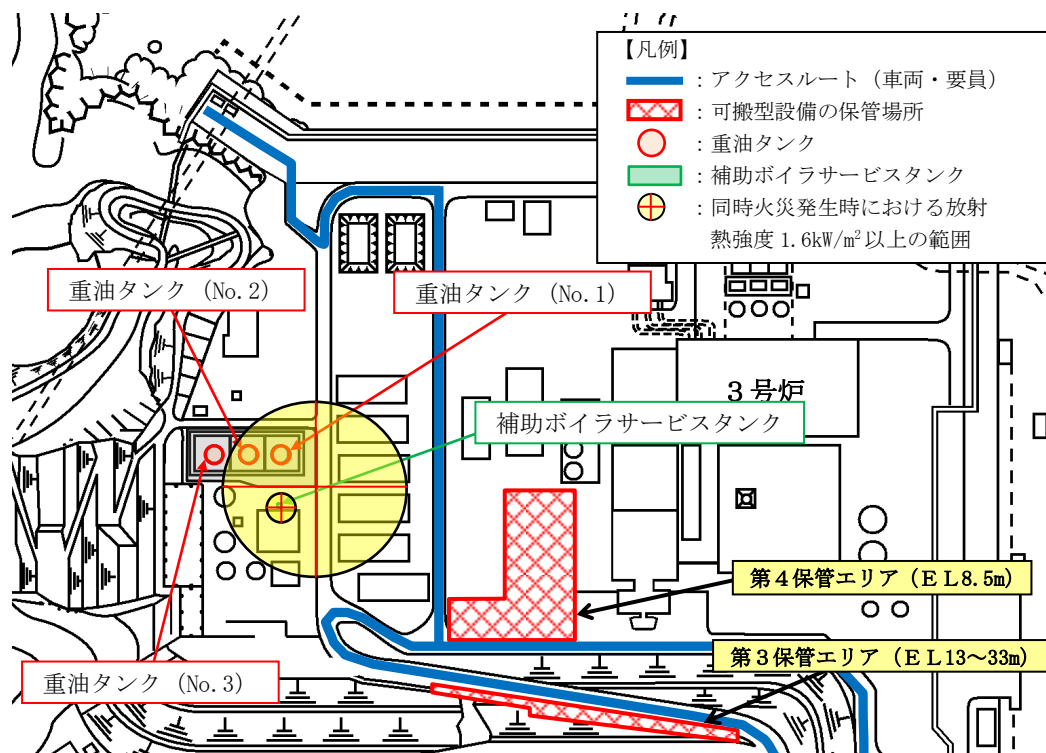 【凡例】
：アクセスルート（車両・要員）
：可搬型設備の保管場所
：重油タンク
：補助ボイラサービスタンク
：同時火災発生時における放射
熱強度 1.6kW/m²以上の範囲
重油タンク（No.2）
重油タンク（No.1）
3号炉
補助ボイラサービスタンク
第４保管エリア（ＥＬ8.5m）
第３保管エリア（ＥＬ13～33m）
重油タンク（No.3）